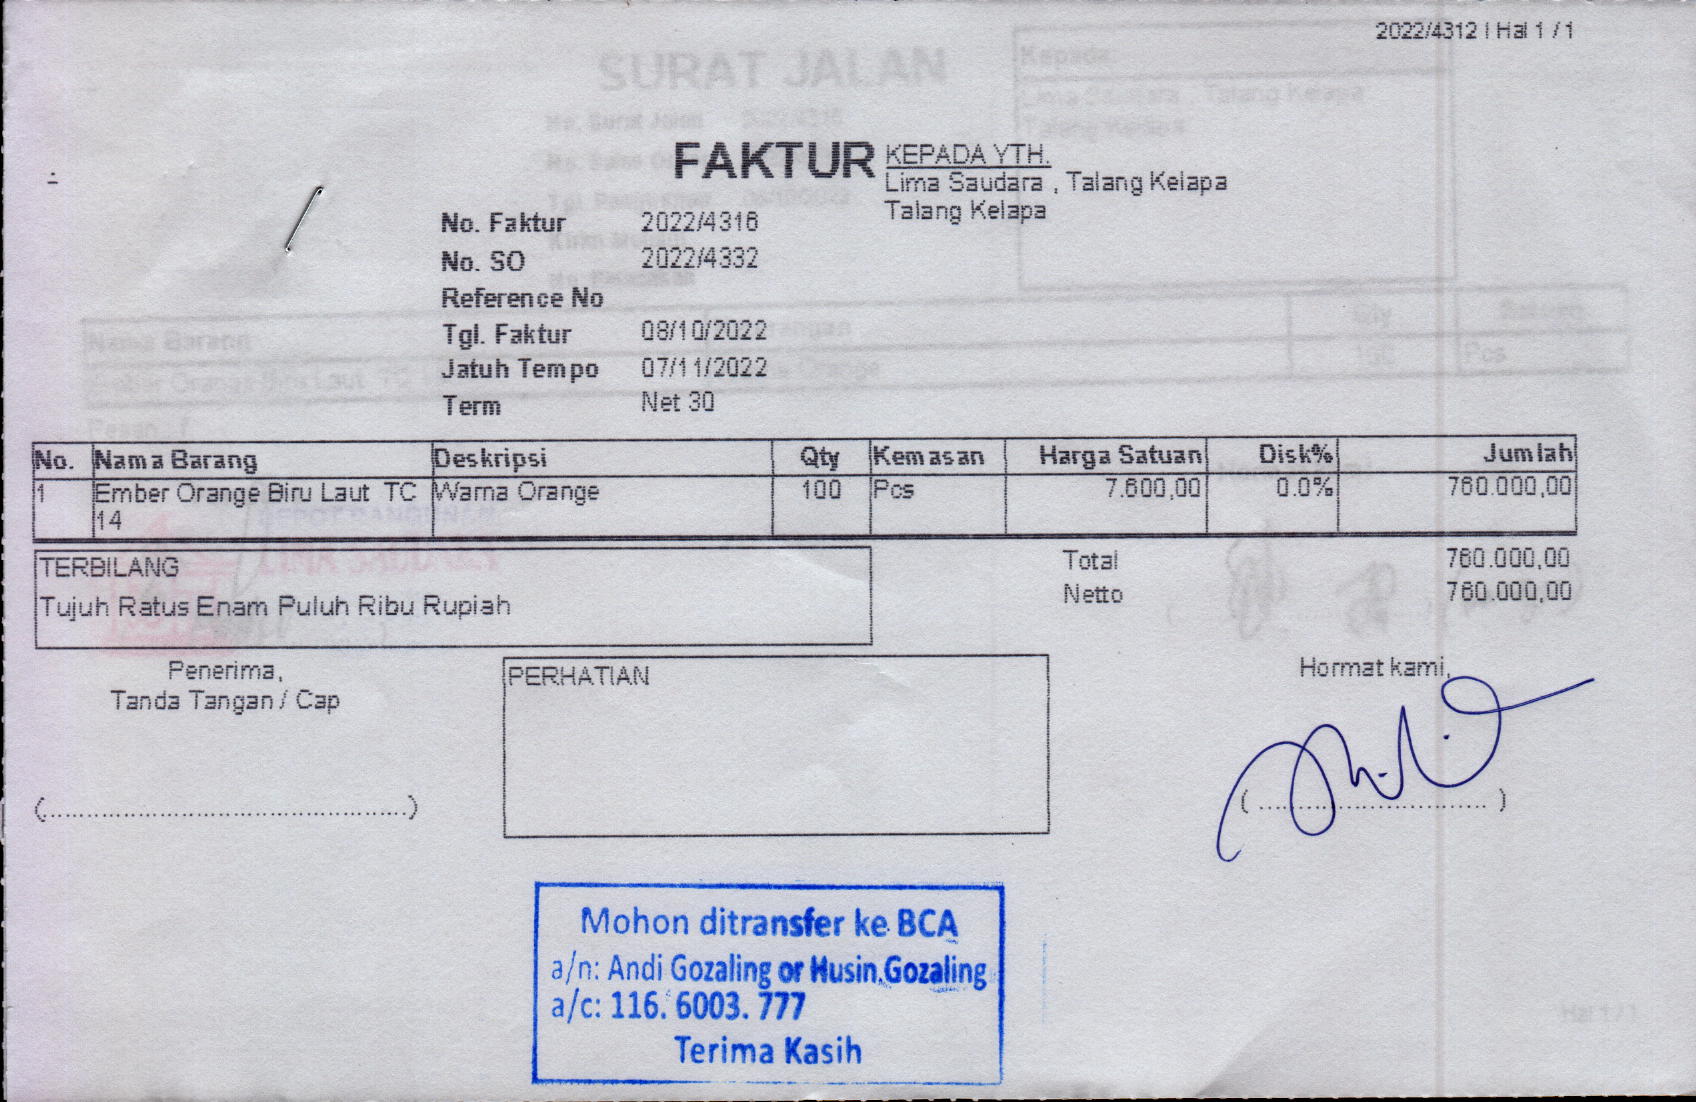 2022/4312 | Hal 1 / 1
SURAT JALAN
FAKTUR
KEPADA YTH.
Lima Saudara , Talang Kelapa
Talang Kelapa
No. Faktur 2022/4316
No. SO 2022/4332
Reference No
Tgl. Faktur 08/10/2022
Jatuh Tempo 07/11/2022
Term Net 30
No. Nama Barang Deskripsi Qty Kemasan Harga Satuan Disk% Jumlah
1 Ember Orange Biru Laut TC Warna Orange 100 Pcs 7.600,00 0.0% 760.000,00
14
TERBILANG
Tujuh Ratus Enam Puluh Ribu Rupiah
Total 760.000,00
Netto 760.000,00
Penerima,
Tanda Tangan / Cap
PERHATIAN
Hormat kami,
(..............................................)
( .............................. )
Mohon ditransfer ke BCA
a/n: Andi Gozaling or Husin Gozaling
a/c: 116. 6003. 777
Terima Kasih
Hal 1 / 1